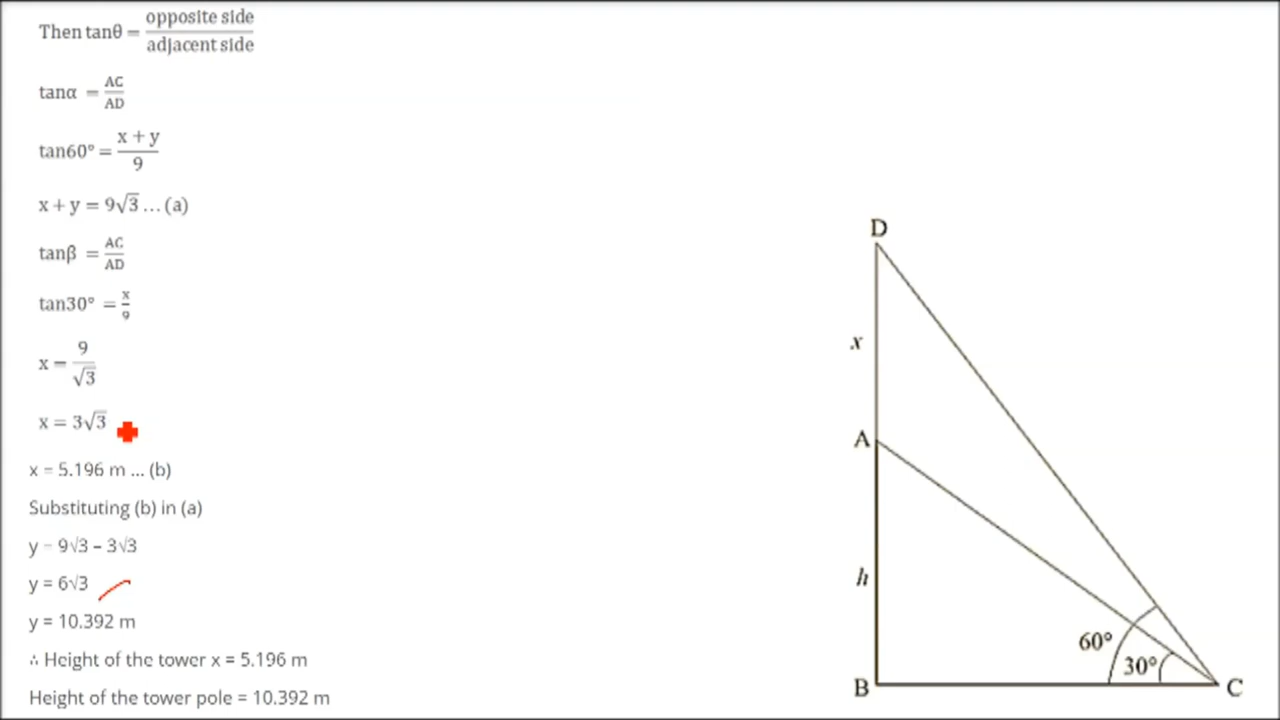 Then tanθ = opposite side / adjacent side
tanα = AC / AD
tan60° = x + y / 9
x + y = 9√3 … (a)
tanβ = AC / AD
tan30° = x / 9
x = 9 / √3
x = 3√3
x = 5.196 m ... (b)
Substituting (b) in (a)
y = 9√3 – 3√3
y = 6√3
y = 10.392 m
∴ Height of the tower x = 5.196 m
Height of the tower pole = 10.392 m
D
x
A
h
60°
30°
B
C